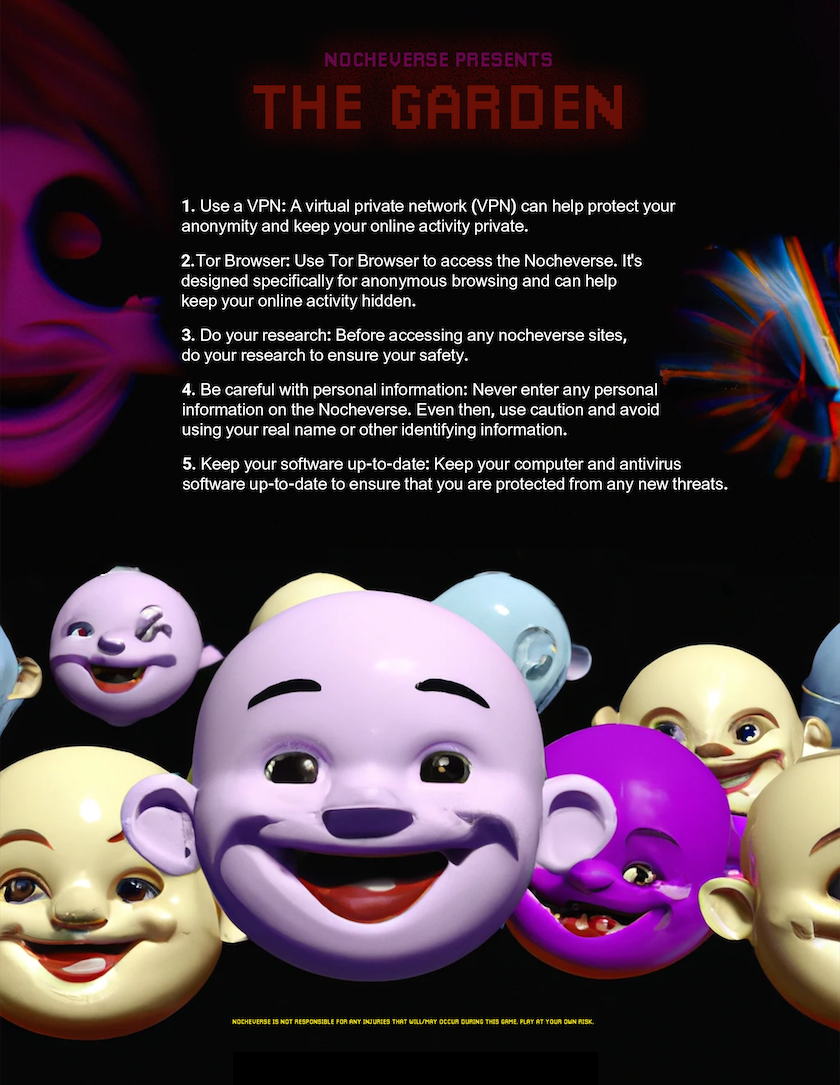 NOCHEVERSE PRESENTS
THE GARDEN
1. Use a VPN: A virtual private network (VPN) can help protect your
anonymity and keep your online activity private.
2.Tor Browser: Use Tor Browser to access the Nocheverse. It's
designed specifically for anonymous browsing and can help
keep your online activity hidden.
3. Do your research: Before accessing any nocheverse sites,
do your research to ensure your safety.
4. Be careful with personal information: Never enter any personal
information on the Nocheverse. Even then, use caution and avoid
using your real name or other identifying information.
5. Keep your software up-to-date: Keep your computer and antivirus
software up-to-date to ensure that you are protected from any new threats.
NOCHEVERSE IS NOT RESPONSIBLE FOR ANY INJURIES THAT WILL/MAY OCCUR DURING THIS GAME. PLAY AT YOUR OWN RISK.